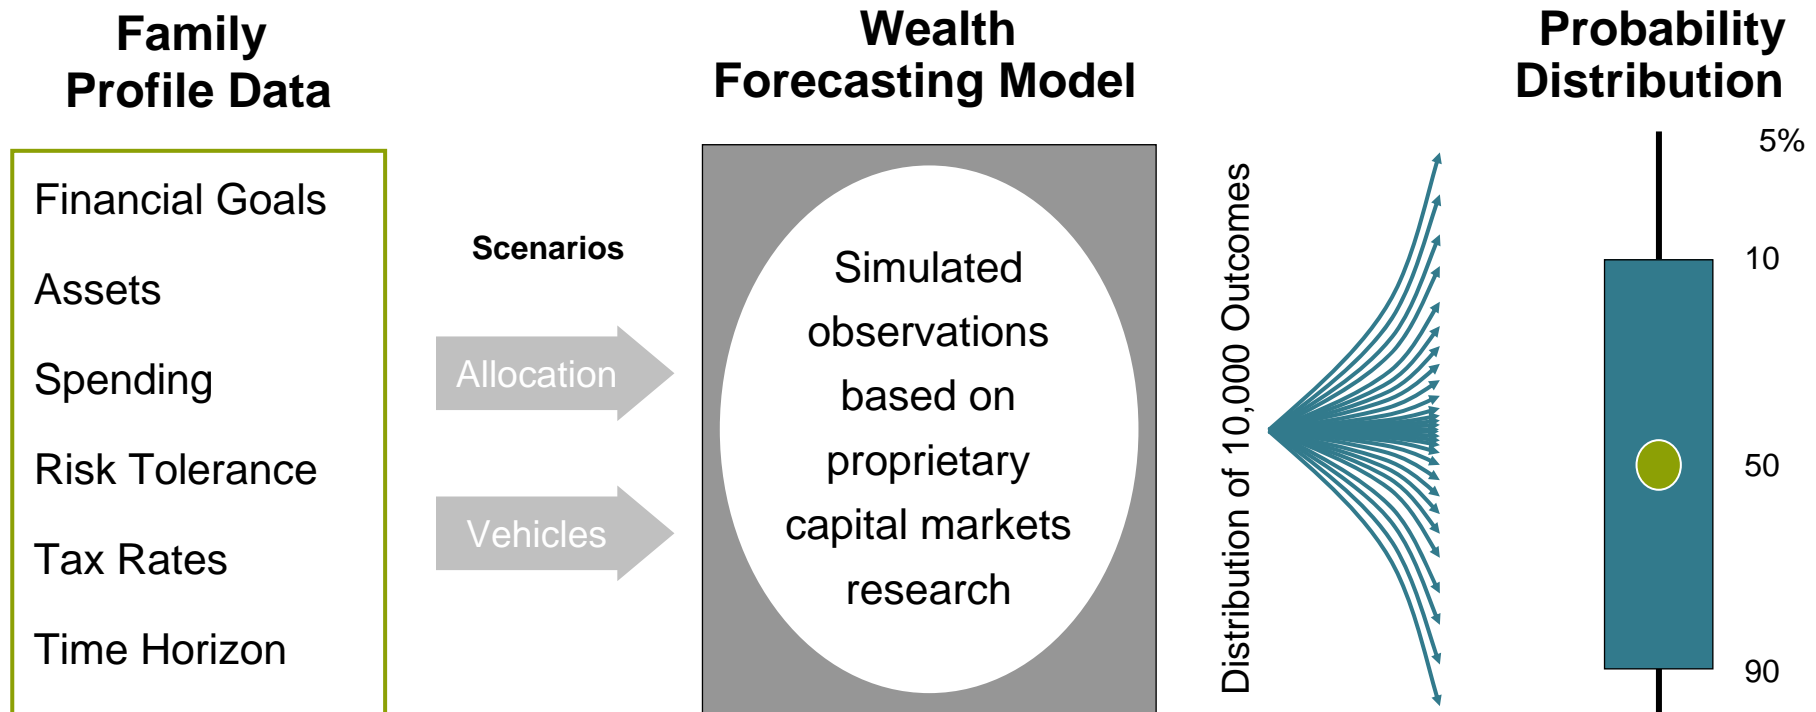 Family
Profile Data
Financial Goals
Assets
Spending
Risk Tolerance
Tax Rates
Time Horizon
Scenarios
Allocation
Vehicles
Wealth
Forecasting Model
Simulated
observations
based on
proprietary
capital markets
research
Distribution of 10,000 Outcomes
Probability
Distribution
5%
10
50
90